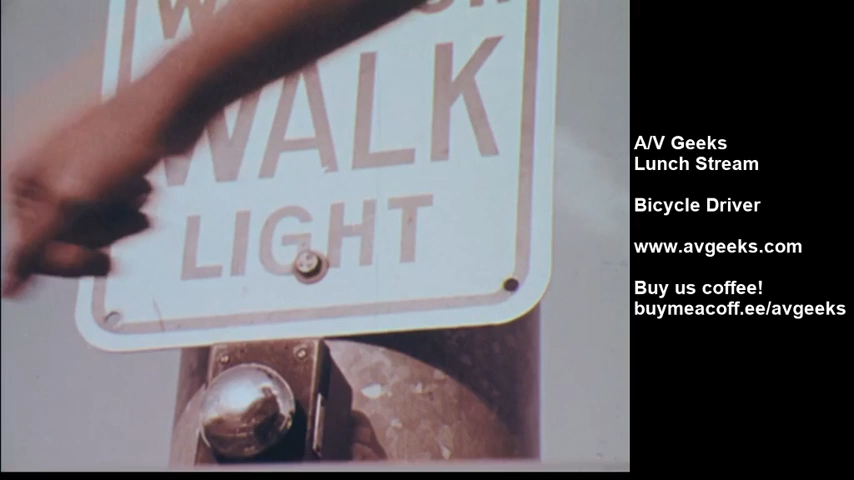 WALK
LIGHT
A/V Geeks
Lunch Stream
Bicycle Driver
www.avgeeks.com
Buy us coffee!
buymeacoff.ee/avgeeks